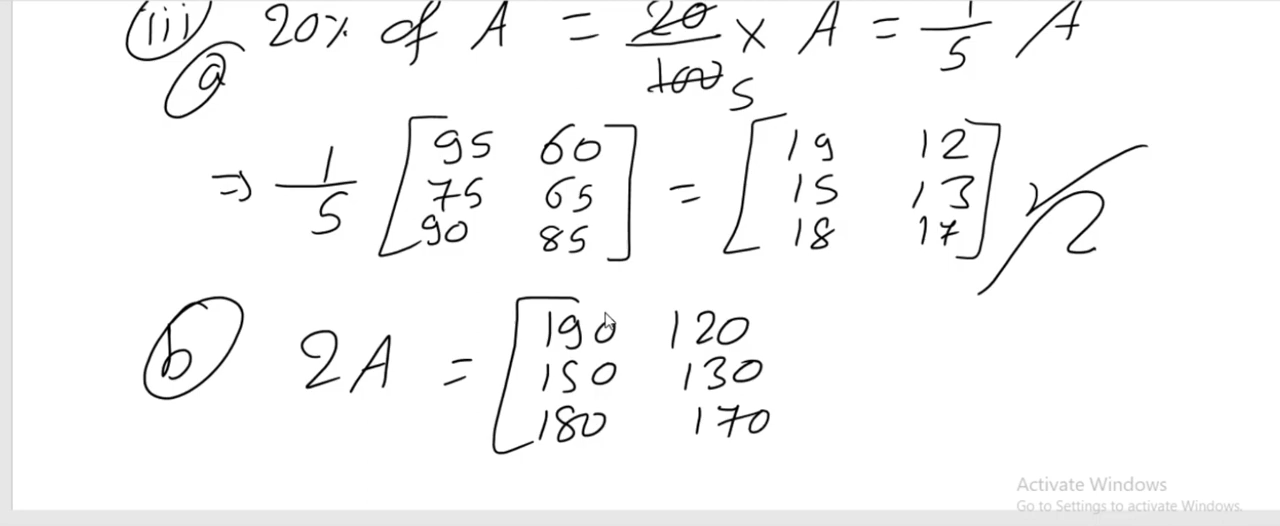 (iii) 20% of A = 20/100 5 × A = 1/5 A
(a)
⇒ 1/5 [95 60 = [19 12
75 65] 15 13]
90 85 18 17
(b) 2A = [190 120
150 130
180 170
Activate Windows
Go to Settings to activate Windows.